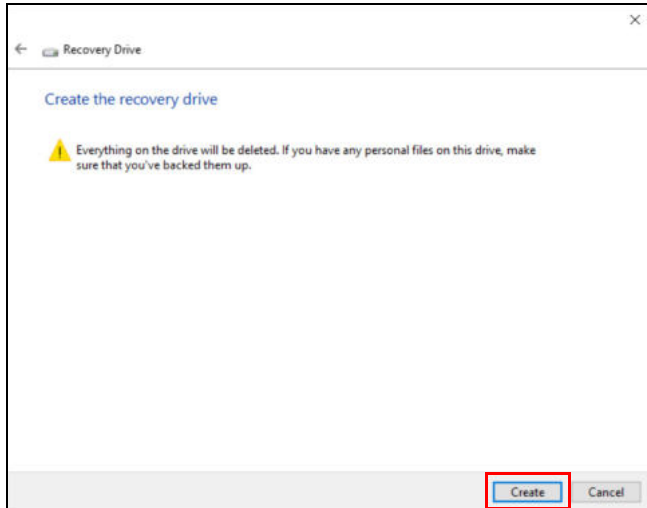 Recovery Drive
Create the recovery drive
Everything on the drive will be deleted. If you have any personal files on this drive, make
sure that you've backed them up.
Create Cancel